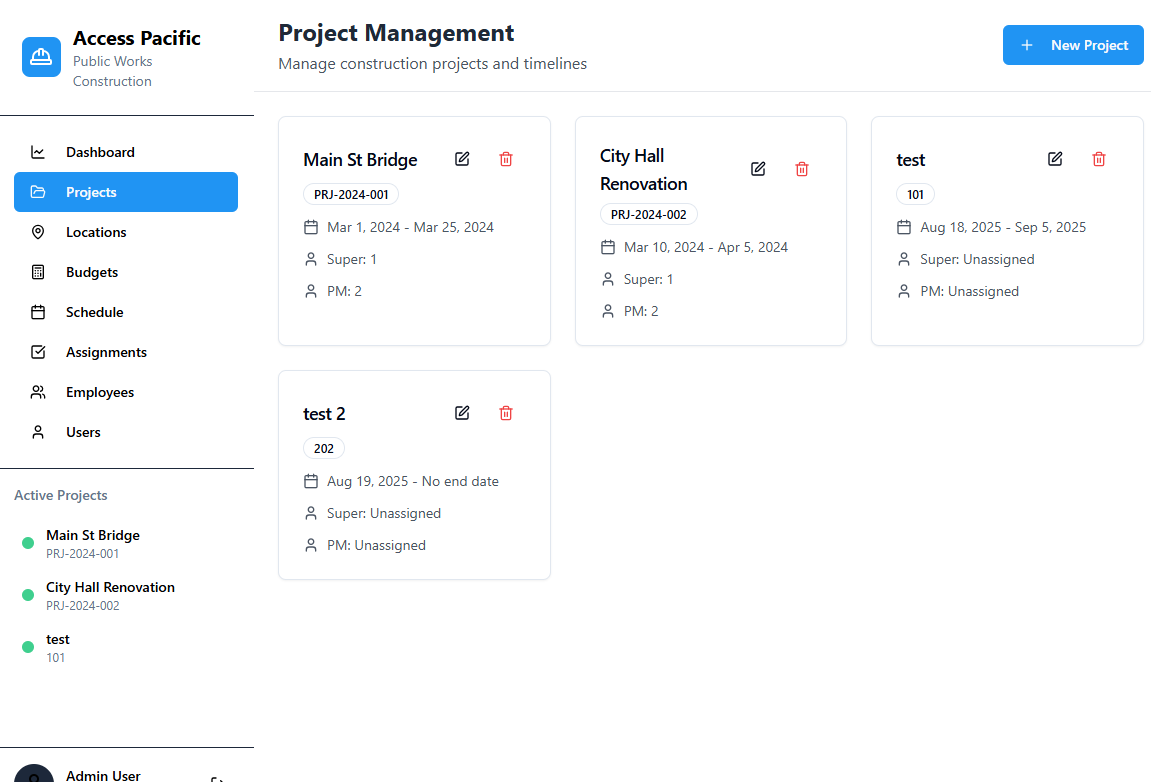 Access Pacific
Public Works
Construction
Dashboard
Projects
Locations
Budgets
Schedule
Assignments
Employees
Users
Active Projects
Main St Bridge
PRJ-2024-001
City Hall Renovation
PRJ-2024-002
test
101
Admin User
Project Management
Manage construction projects and timelines
New Project
Main St Bridge
PRJ-2024-001
Mar 1, 2024 - Mar 25, 2024
Super: 1
PM: 2
City Hall
Renovation
PRJ-2024-002
Mar 10, 2024 - Apr 5, 2024
Super: 1
PM: 2
test
101
Aug 18, 2025 - Sep 5, 2025
Super: Unassigned
PM: Unassigned
test 2
202
Aug 19, 2025 - No end date
Super: Unassigned
PM: Unassigned